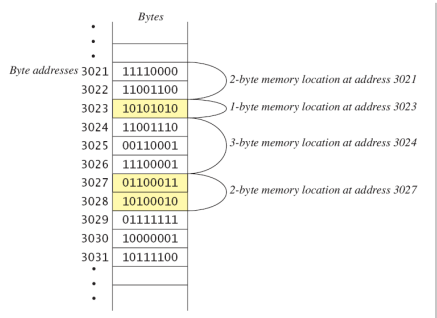 Bytes
Byte addresses 3021 11110000
2-byte memory location at address 3021
3022 11001100
3023 10101010 1-byte memory location at address 3023
3024 11001110
3025 00110001 3-byte memory location at address 3024
3026 11100001
3027 01100011 2-byte memory location at address 3027
3028 10100010
3029 01111111
3030 10000001
3031 10111100